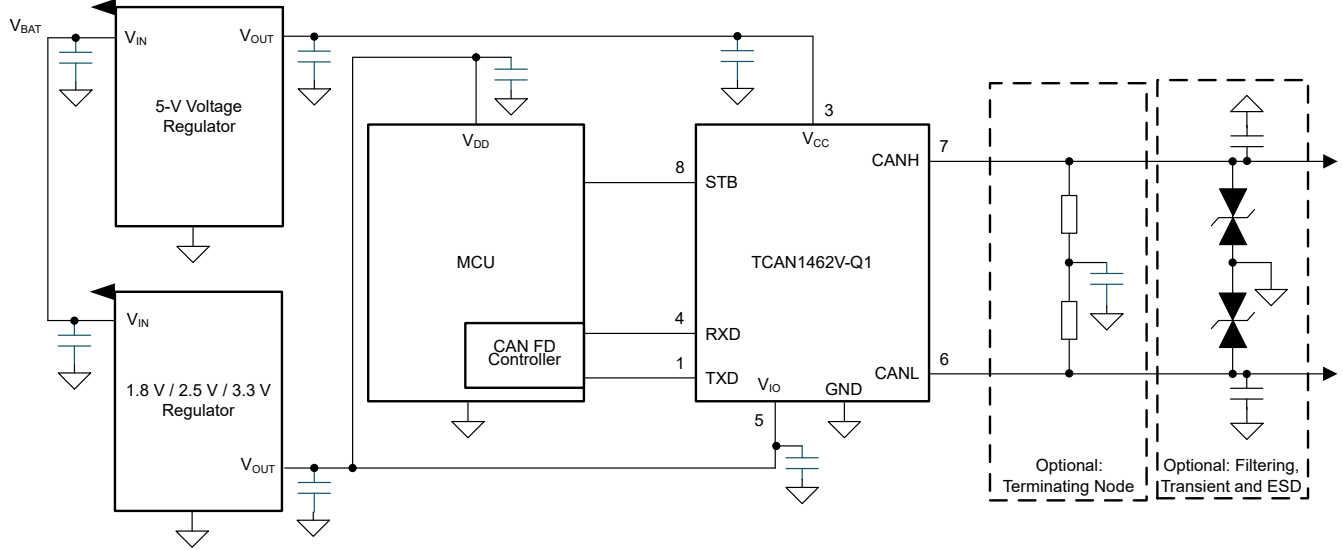 VBAT
VIN
VOUT
5-V Voltage
Regulator
VDD
MCU
CAN FD
Controller
8
4
1
3
VCC
STB
CANH
7
TCAN1462V-Q1
RXD
TXD
VIO
GND
CANL
6
5
VIN
1.8 V / 2.5 V / 3.3 V
Regulator
VOUT
Optional:
Terminating Node
Optional: Filtering,
Transient and ESD